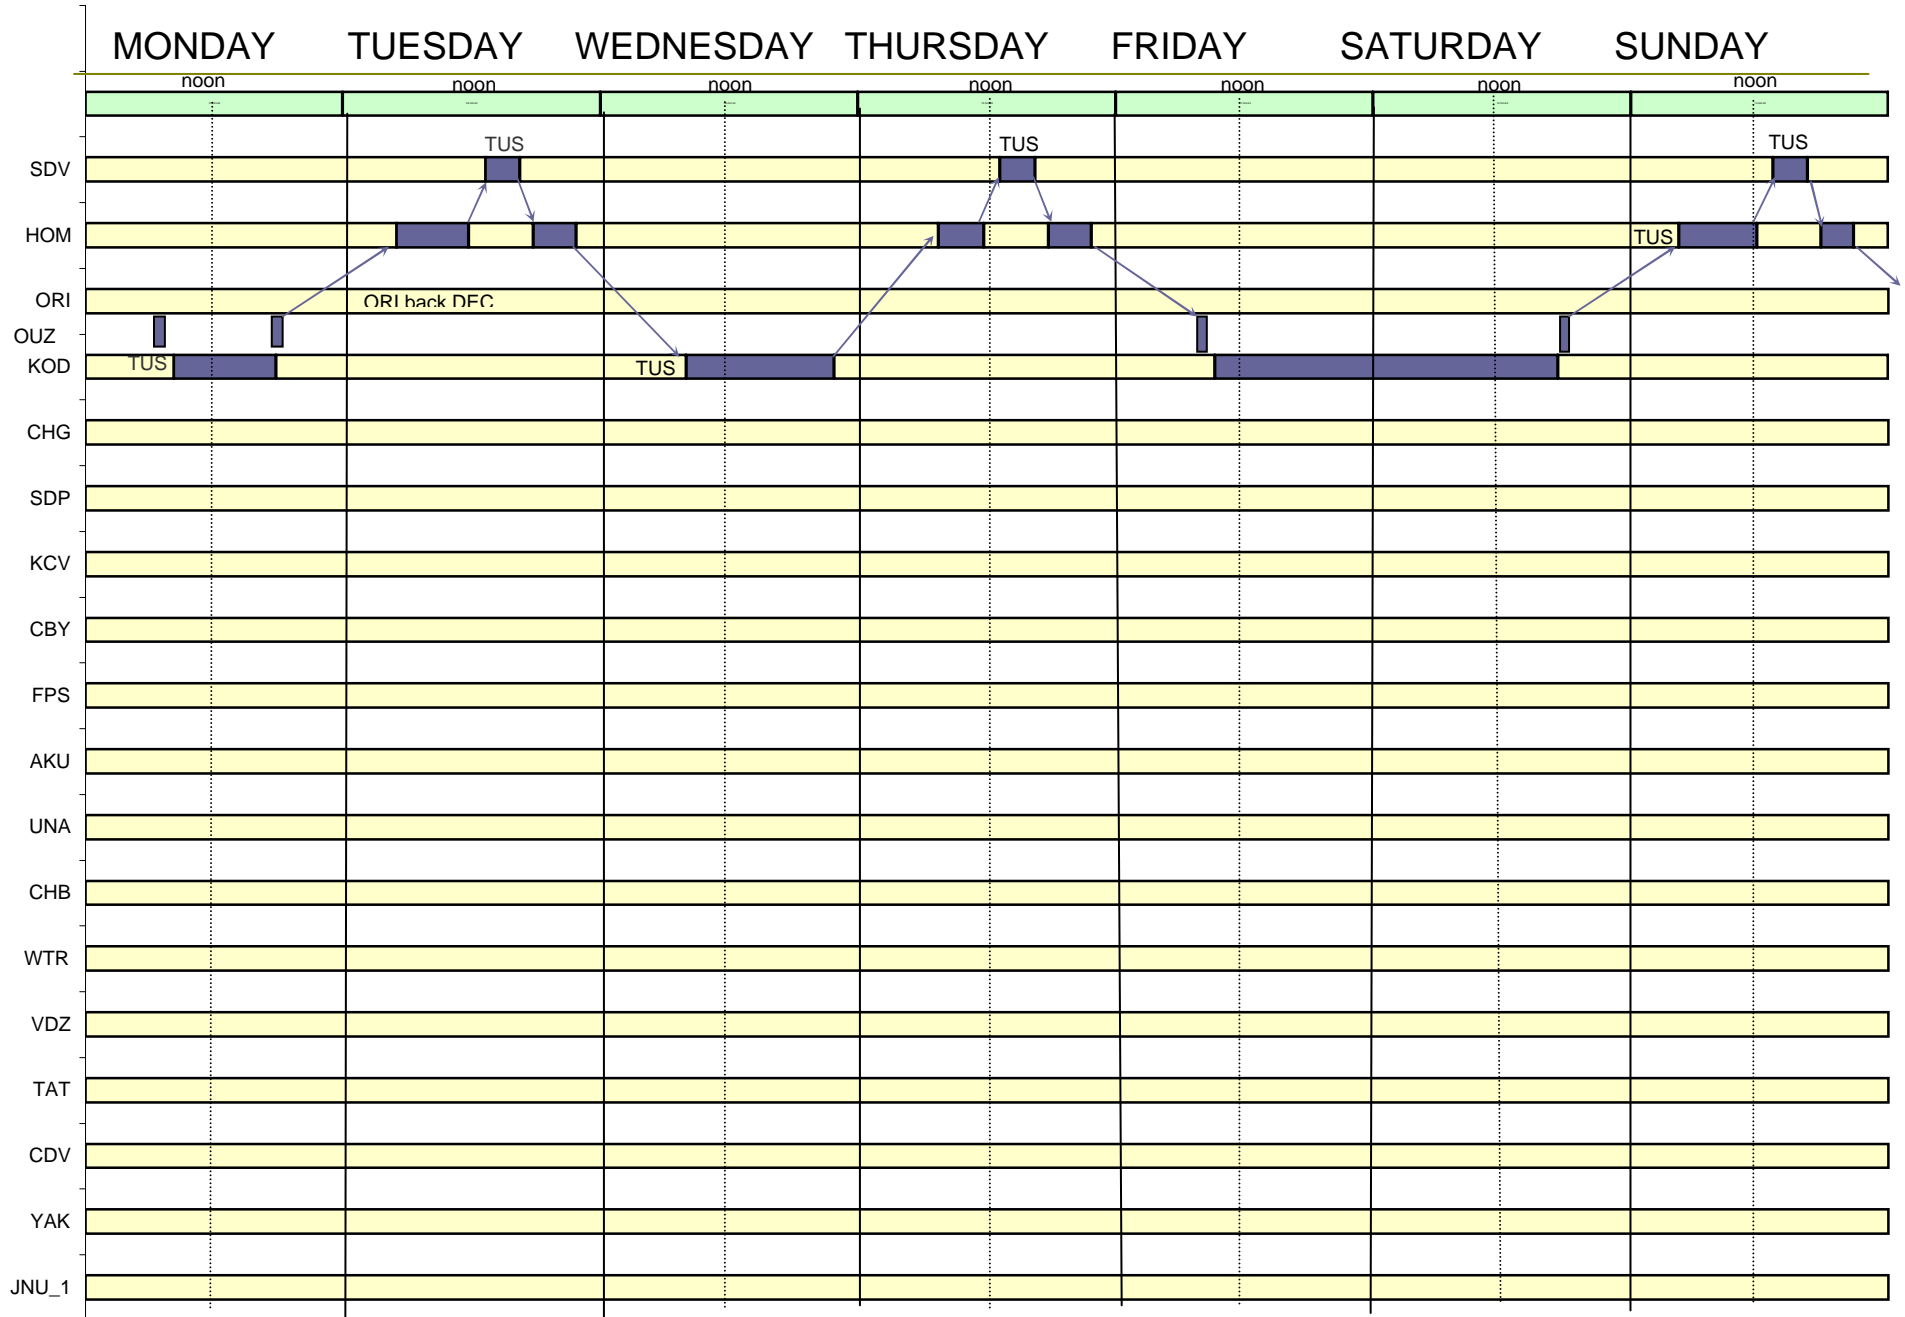 MONDAY TUESDAY WEDNESDAY THURSDAY FRIDAY SATURDAY SUNDAY
noon noon noon noon noon noon noon
TUS TUS TUS
SDV
HOM TUS
ORI ORI back DEC
OUZ
KOD TUS TUS
CHG
SDP
KCV
CBY
FPS
AKU
UNA
CHB
WTR
VDZ
TAT
CDV
YAK
JNU_1